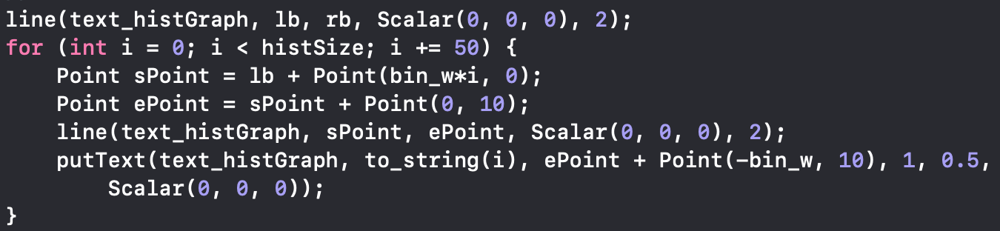 line(text_histGraph, lb, rb, Scalar(0, 0, 0), 2);
for (int i = 0; i < histSize; i += 50) {
    Point sPoint = lb + Point(bin_w*i, 0);
    Point ePoint = sPoint + Point(0, 10);
    line(text_histGraph, sPoint, ePoint, Scalar(0, 0, 0), 2);
    putText(text_histGraph, to_string(i), ePoint + Point(-bin_w, 10), 1, 0.5,
        Scalar(0, 0, 0));
}